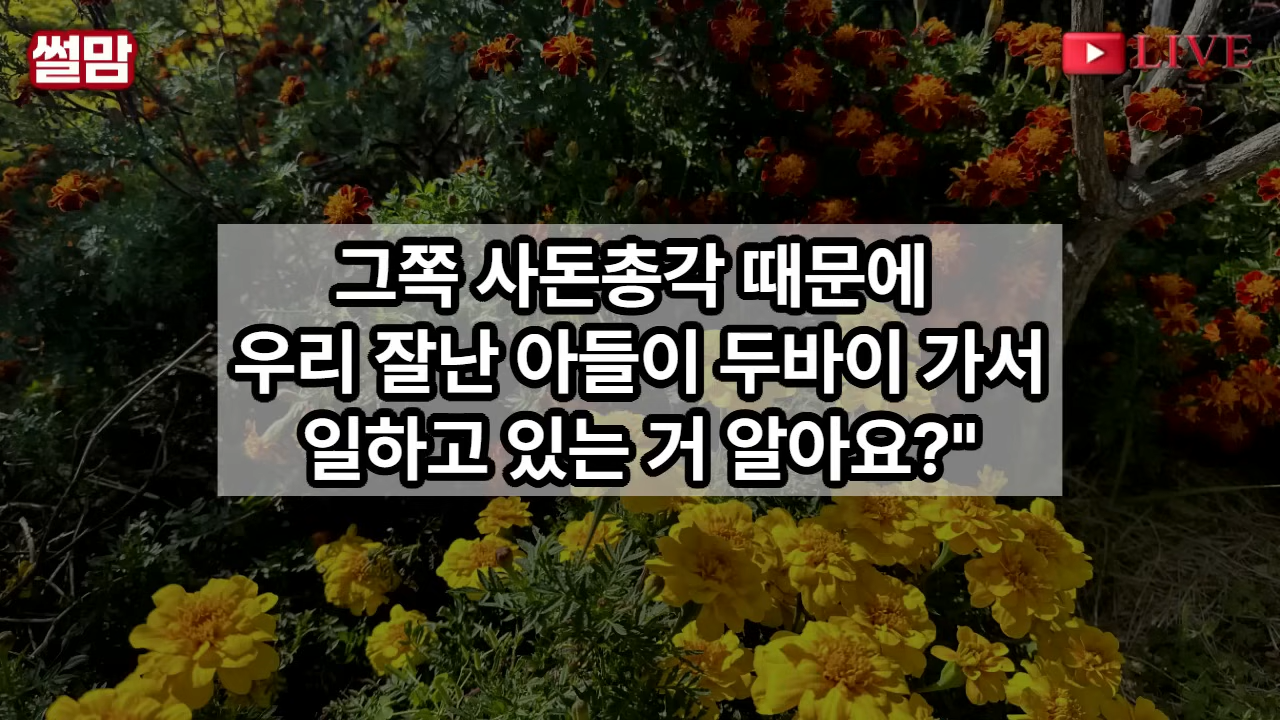 썰맘
LIVE
그쪽 사돈총각 때문에
우리 잘난 아들이 두바이 가서
일하고 있는 거 알아요?"